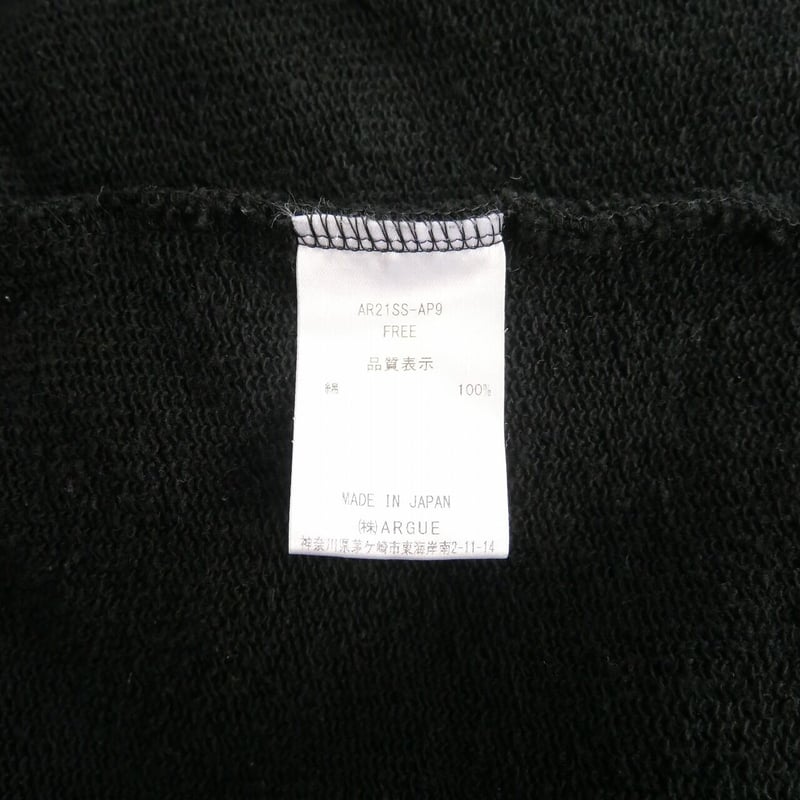 AR21SS-AP9
FREE
品質表示
綿 100%
MADE IN JAPAN
㈱ARGUE
神奈川県茅ケ崎市東海岸南2-11-14